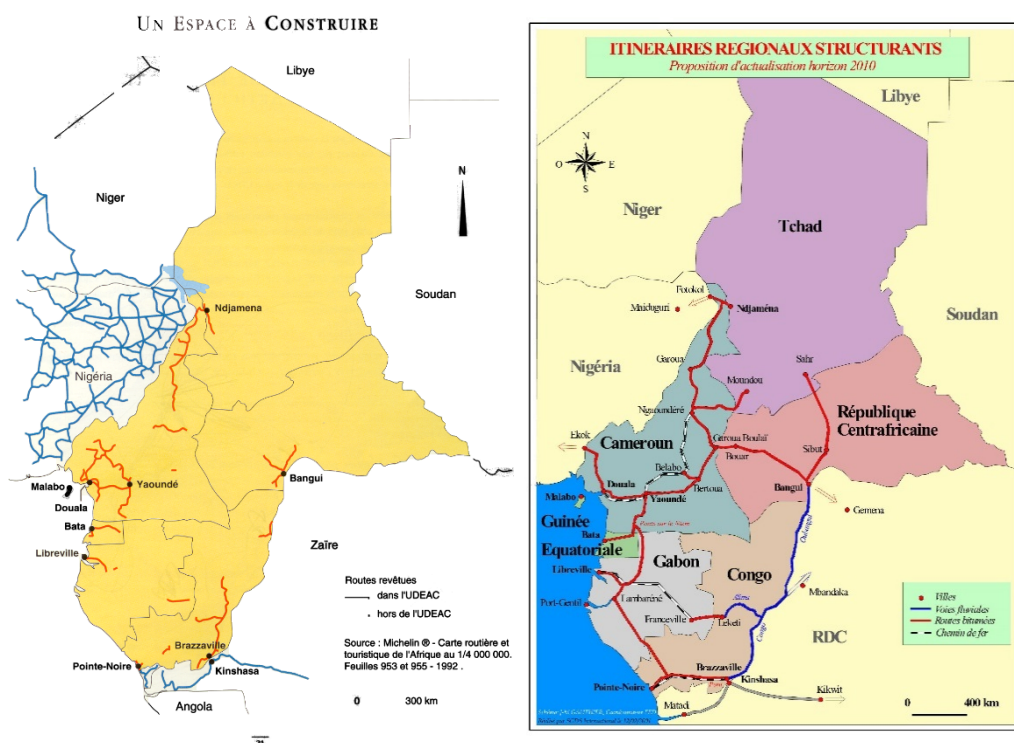 UN ESPACE À CONSTRUIRE
Libye
N
Niger
Soudan
Ndjamena
Nigéria
Malabo
Yaoundé
Douala
Bangui
Bata
Libreville
Zaïre
Routes revêtues
dans l'UDEAC
hors de l'UDEAC
Brazzaville
Source : Michelin ® - Carte routière et
touristique de l'Afrique au 1/4 000 000.
Feuilles 953 et 955 - 1992 .
Pointe-Noire
Kinshasa
Angola
0 300 km
ITINERAIRES REGIONAUX STRUCTURANTS
Proposition d'actualisation horizon 2010
Libye
N
O E
S
Niger
Tchad
Fotokol
Maiduguri
Ndjaména
Soudan
Nigéria
Garoua
Sahr
Moundou
Ngaoundéré
République
Centrafricaine
Ekok
Cameroun
Garoua Boulaï
Bouar
Sibut
Belabo
Douala
Bertoua
Bangui
Malabo
Yaoundé
Gemena
Guinée
Equatoriale
Bata
Oubangui
Gabon
Congo
Libreville
Lambaréné
Port-Gentil
Alima
Mbandaka
Franceville
Leketi
Congo
RDC
Villes
Voies fluviales
Routes bitumées
Chemin de fer
Brazzaville
Kinshasa
Pointe-Noire
Kikwit
Matadi
0 400 km